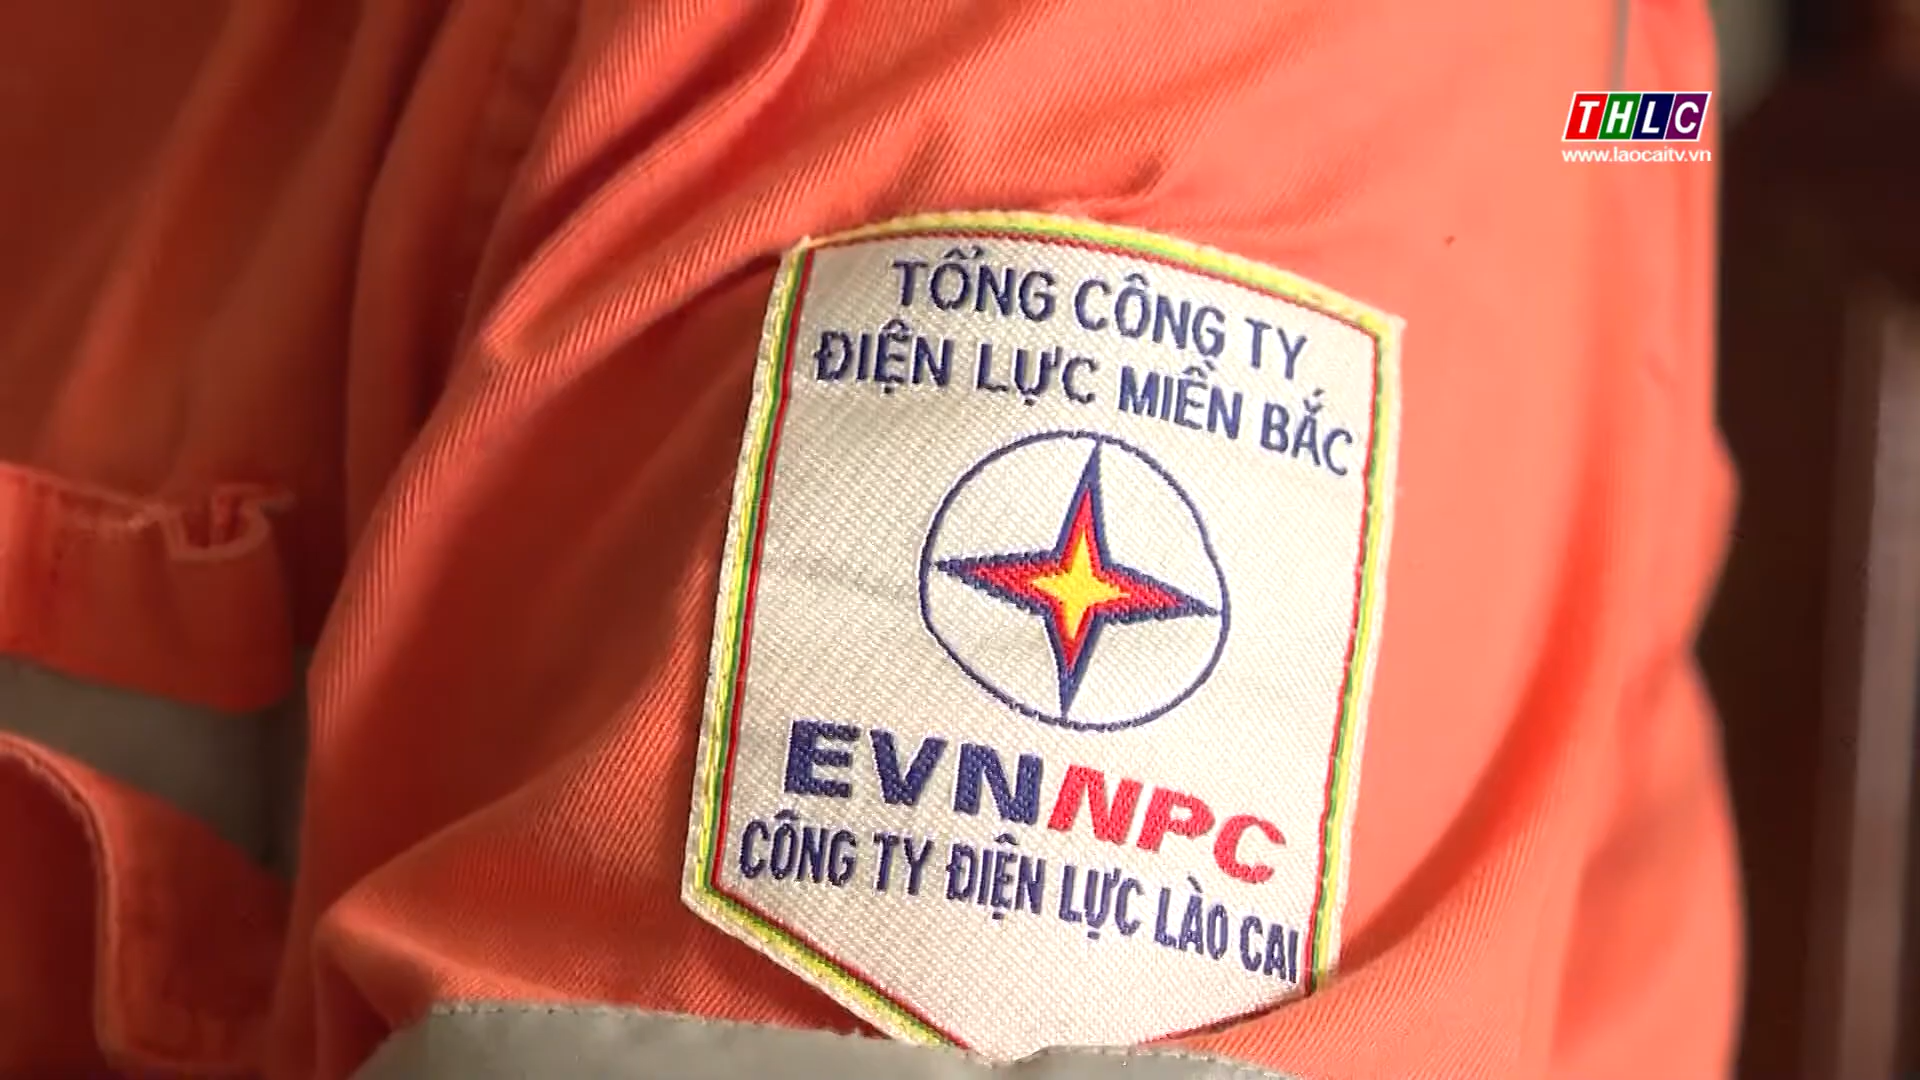 THLC
www.laocaitv.vn
TỔNG CÔNG TY
ĐIỆN LỰC MIỀN BẮC
EVNNPC
CÔNG TY ĐIỆN LỰC LÀO CAI